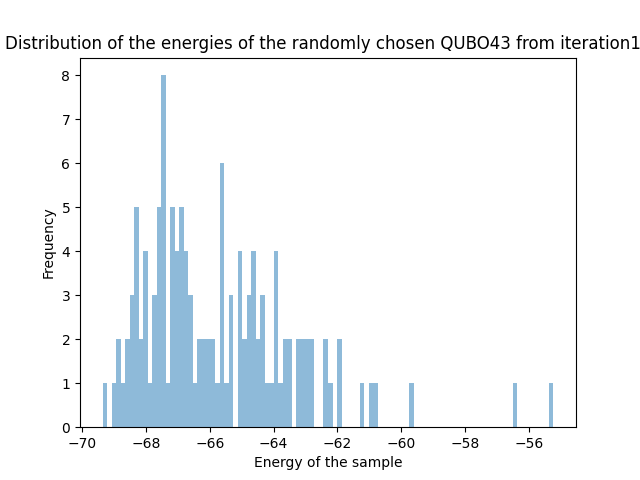 Distribution of the energies of the randomly chosen QUBO43 from iteration1
8
7
6
5
4
3
2
1
0
Frequency
−70 −68 −66 −64 −62 −60 −58 −56
Energy of the sample